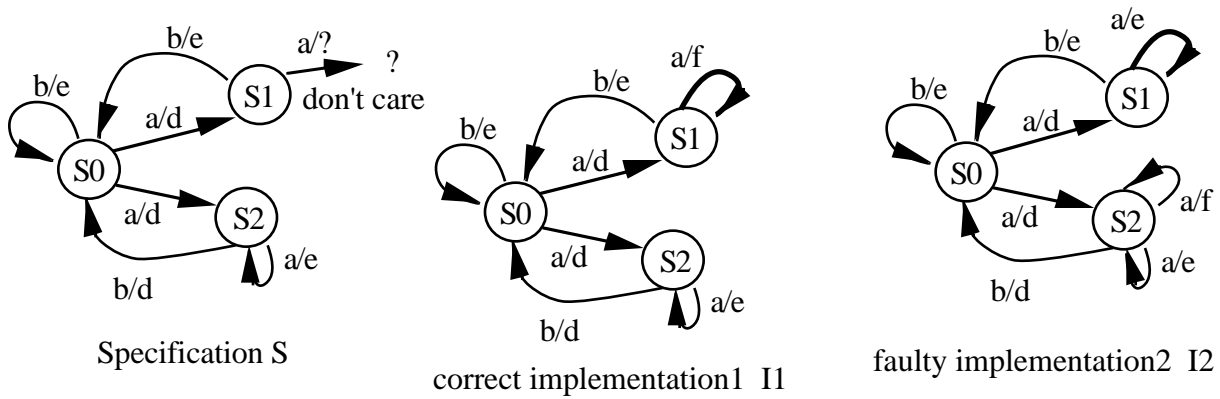 b/e
a/?
?
S1
don't care
b/e
a/d
S0
S2
a/d
a/e
b/d
Specification S
b/e
a/f
S1
b/e
a/d
S0
S2
a/d
a/e
b/d
correct implementation1 I1
a/e
b/e
S1
b/e
a/d
S0
S2
a/d
a/f
a/e
b/d
faulty implementation2 I2